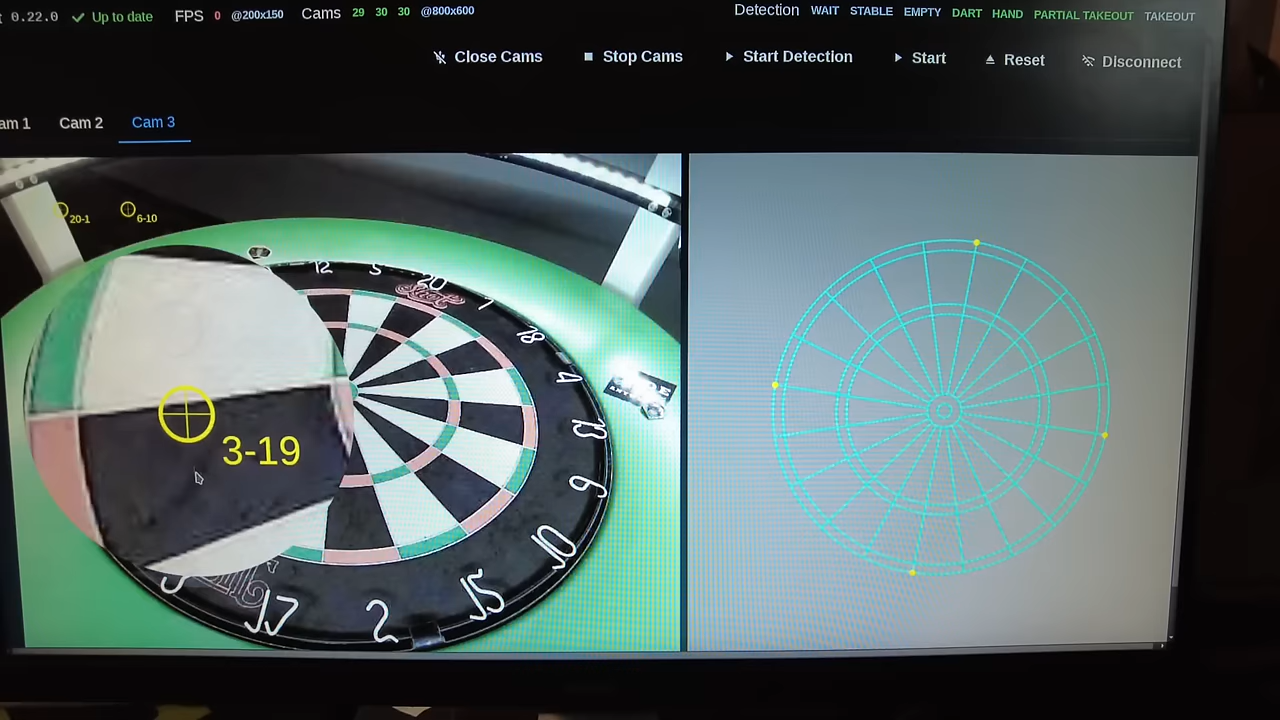 0.22.0 Up to date FPS 0 @200x150 Cams 29 30 30 @800x600 Detection WAIT STABLE EMPTY DART HAND PARTIAL TAKEOUT TAKEOUT
Close Cams Stop Cams Start Detection Start Reset Disconnect
am 1 Cam 2 Cam 3
20-1 6-10
12 5 20 1 18 4 13 6 10 15 2 17
3-19